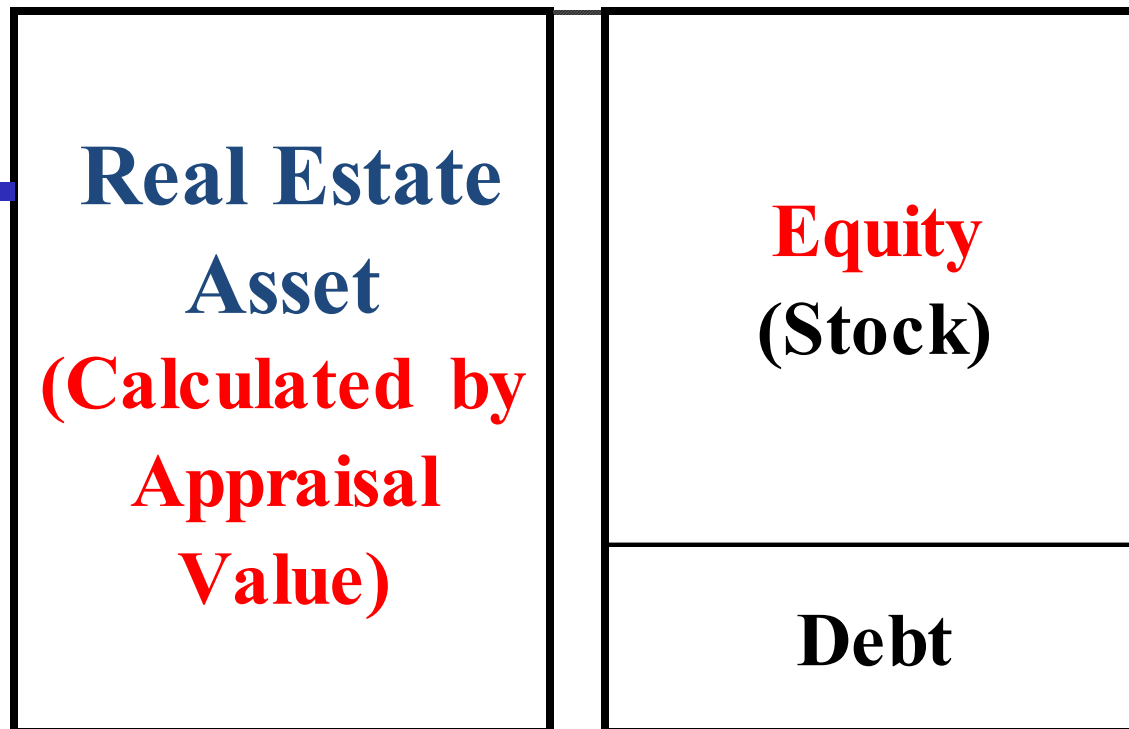 Real Estate
Asset
(Calculated by
Appraisal
Value)
Equity
(Stock)
Debt